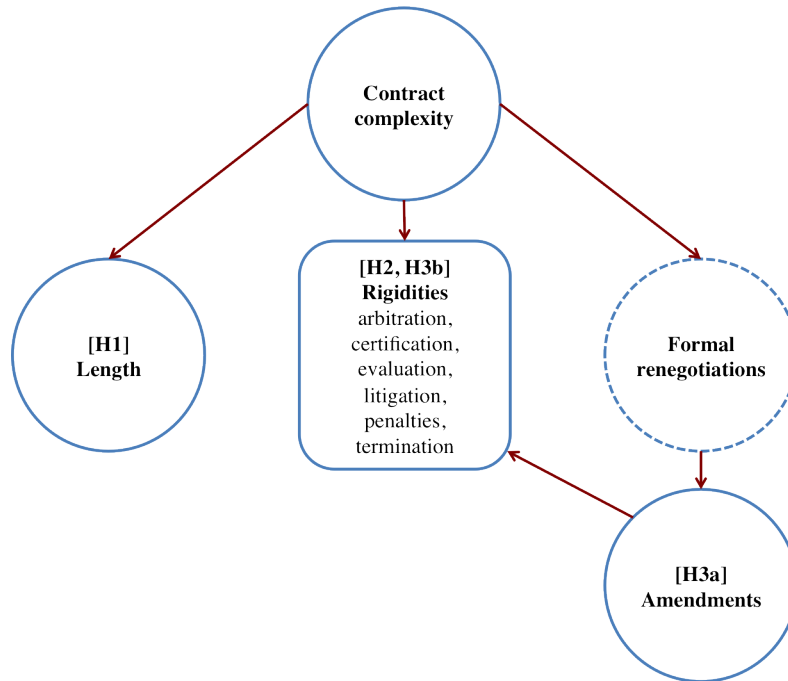 Contract
complexity
[H1]
Length
[H2, H3b]
Rigidities
arbitration,
certification,
evaluation,
litigation,
penalties,
termination
Formal
renegotiations
[H3a]
Amendments